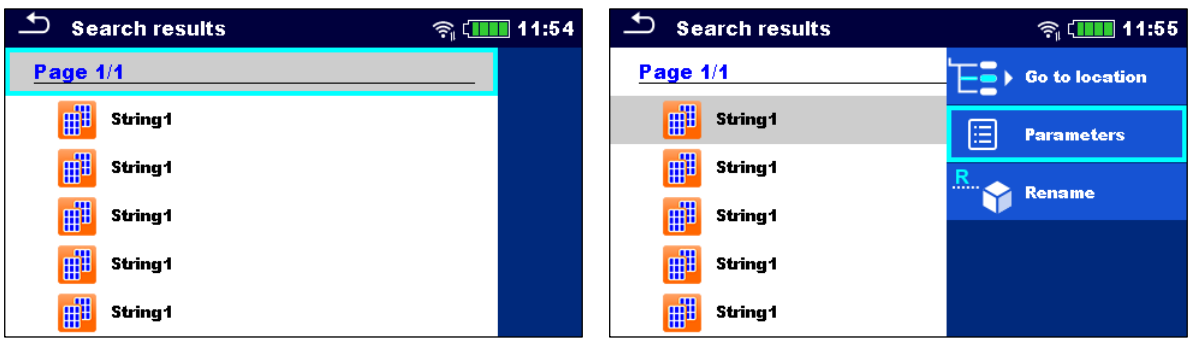 Search results 11:54
Page 1/1
String1
String1
String1
String1
String1
Search results 11:55
Page 1/1
String1
String1
String1
String1
String1
Go to location
Parameters
R
Rename